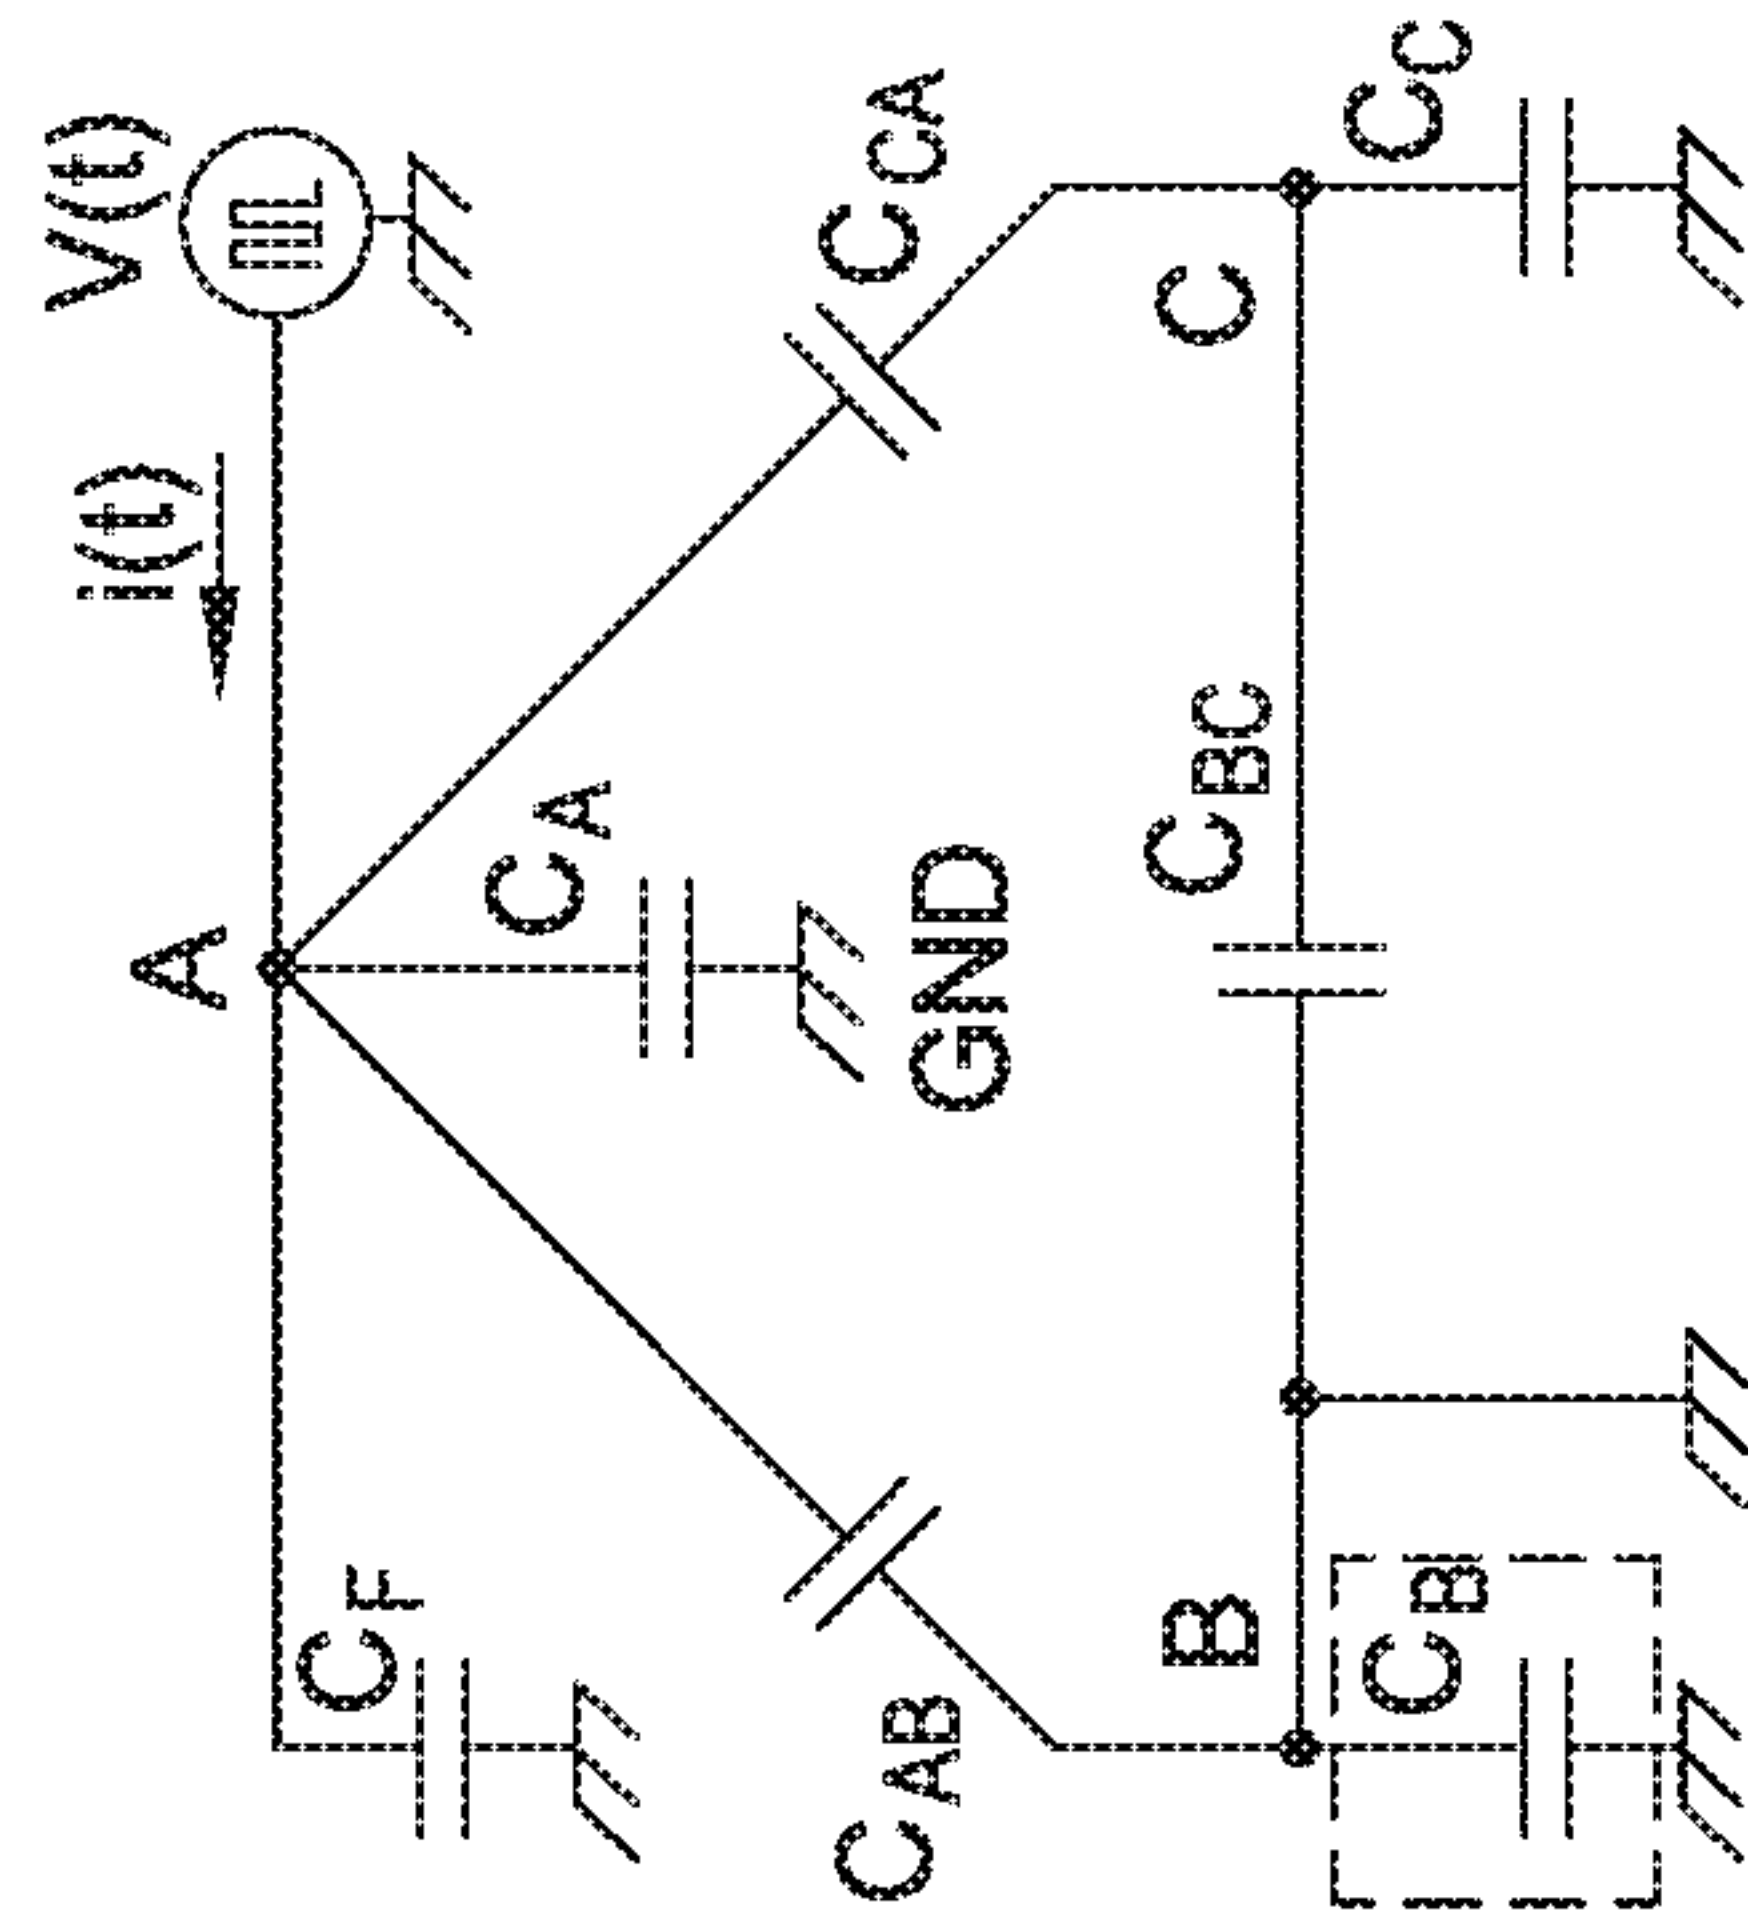 V(t)
i(t)
A
C_F
C_A
C_CA
GND
C_AB
B
C_BC
C
C_B
C_C